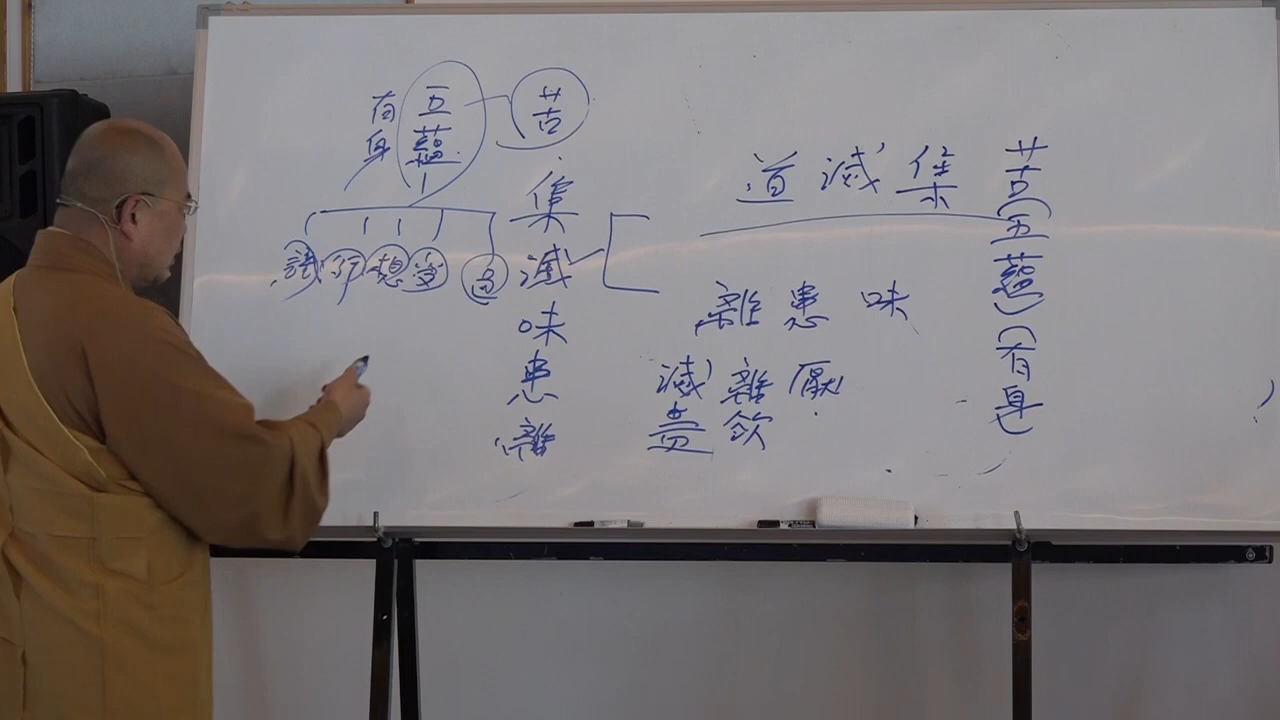 苦(五蘊)(有身)
集滅道
味患離
厭離欲滅盡
苦
集滅味患離
五蘊
有身
色受想行識